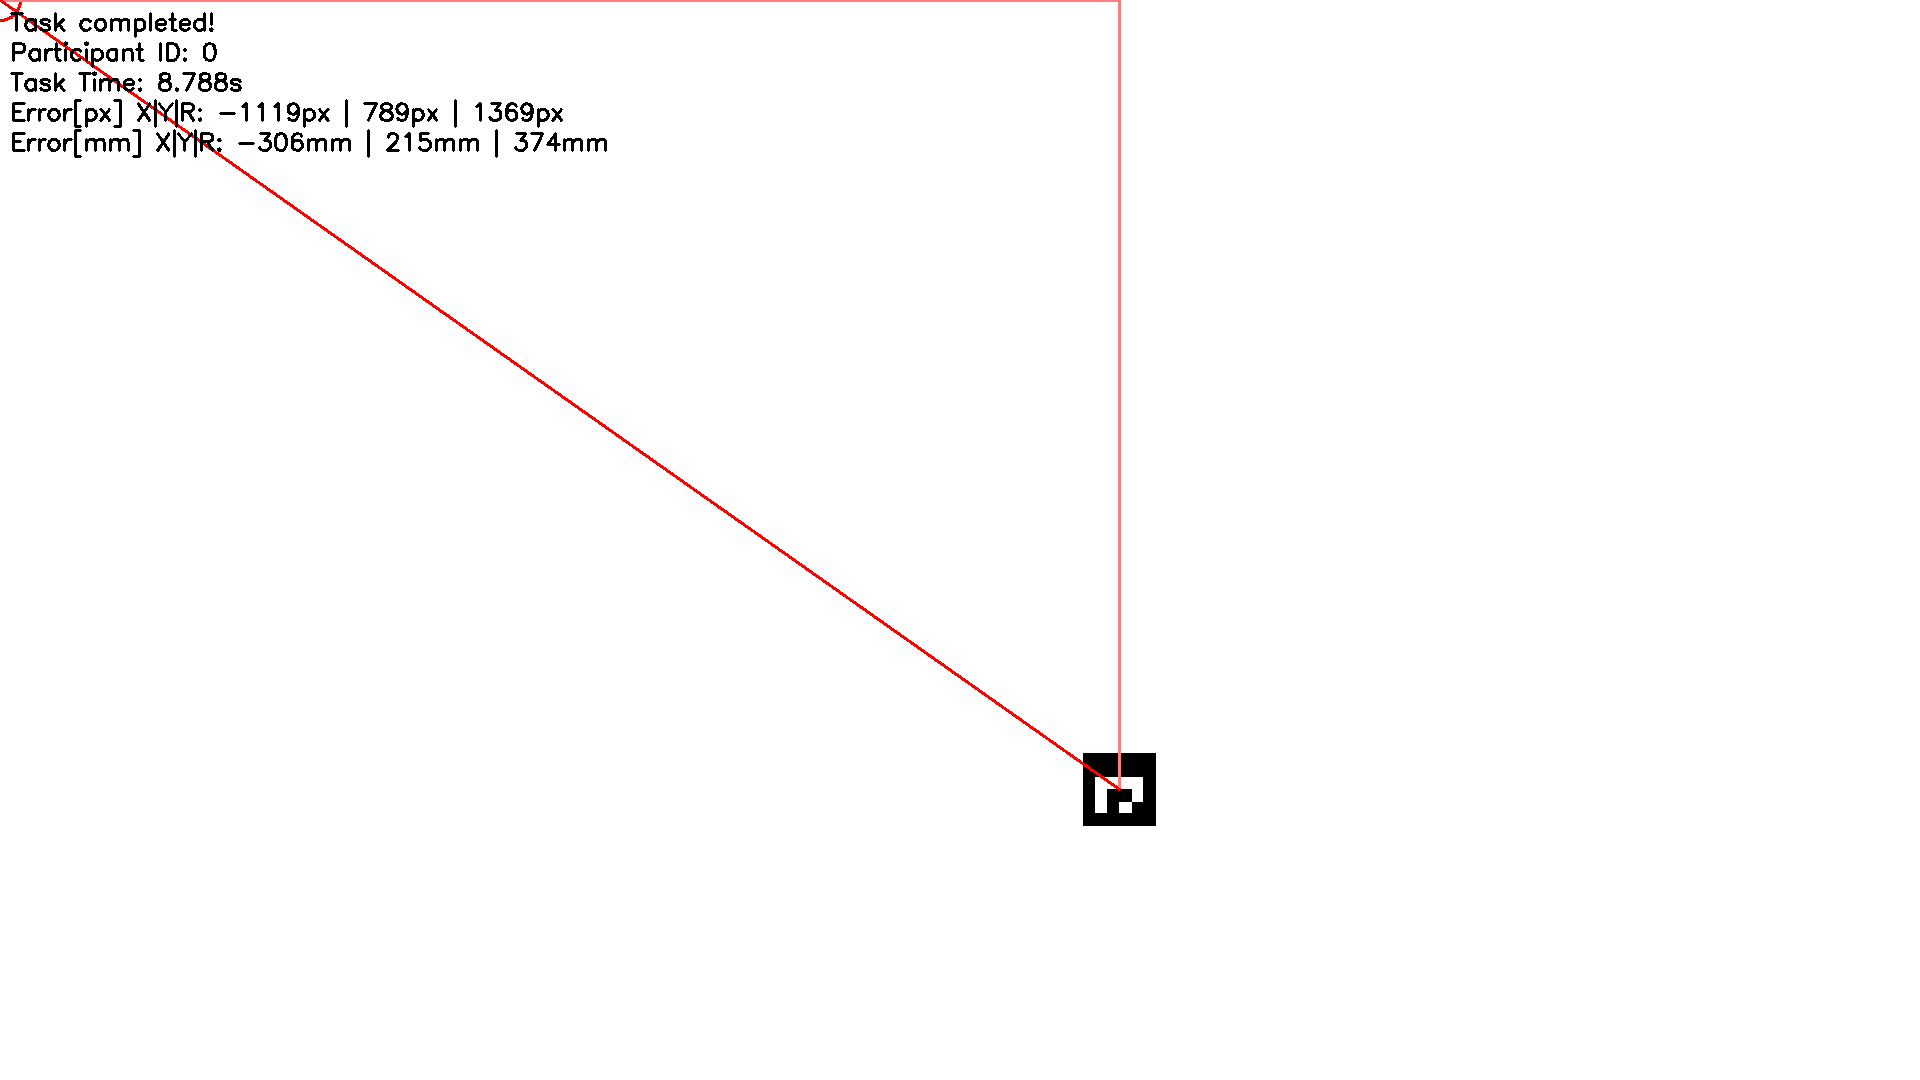 Task completed!
Participant ID: 0
Task Time: 8.788s
Error[px] X|Y|R: -1119px | 789px | 1369px
Error[mm] X|Y|R: -306mm | 215mm | 374mm